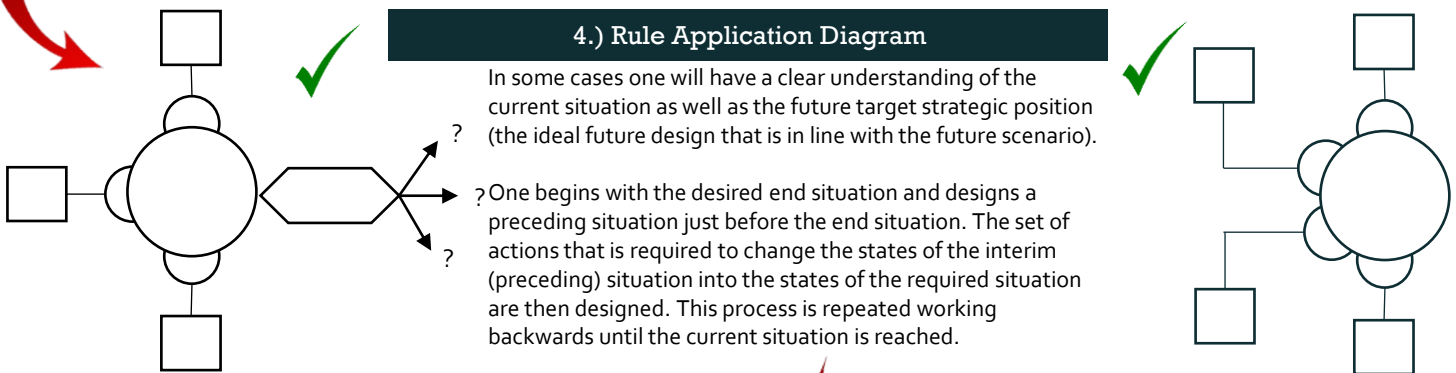 4.) Rule Application Diagram
In some cases one will have a clear understanding of the
current situation as well as the future target strategic position
(the ideal future design that is in line with the future scenario).
?
?
?
One begins with the desired end situation and designs a
preceding situation just before the end situation. The set of
actions that is required to change the states of the interim
(preceding) situation into the states of the required situation
are then designed. This process is repeated working
backwards until the current situation is reached.